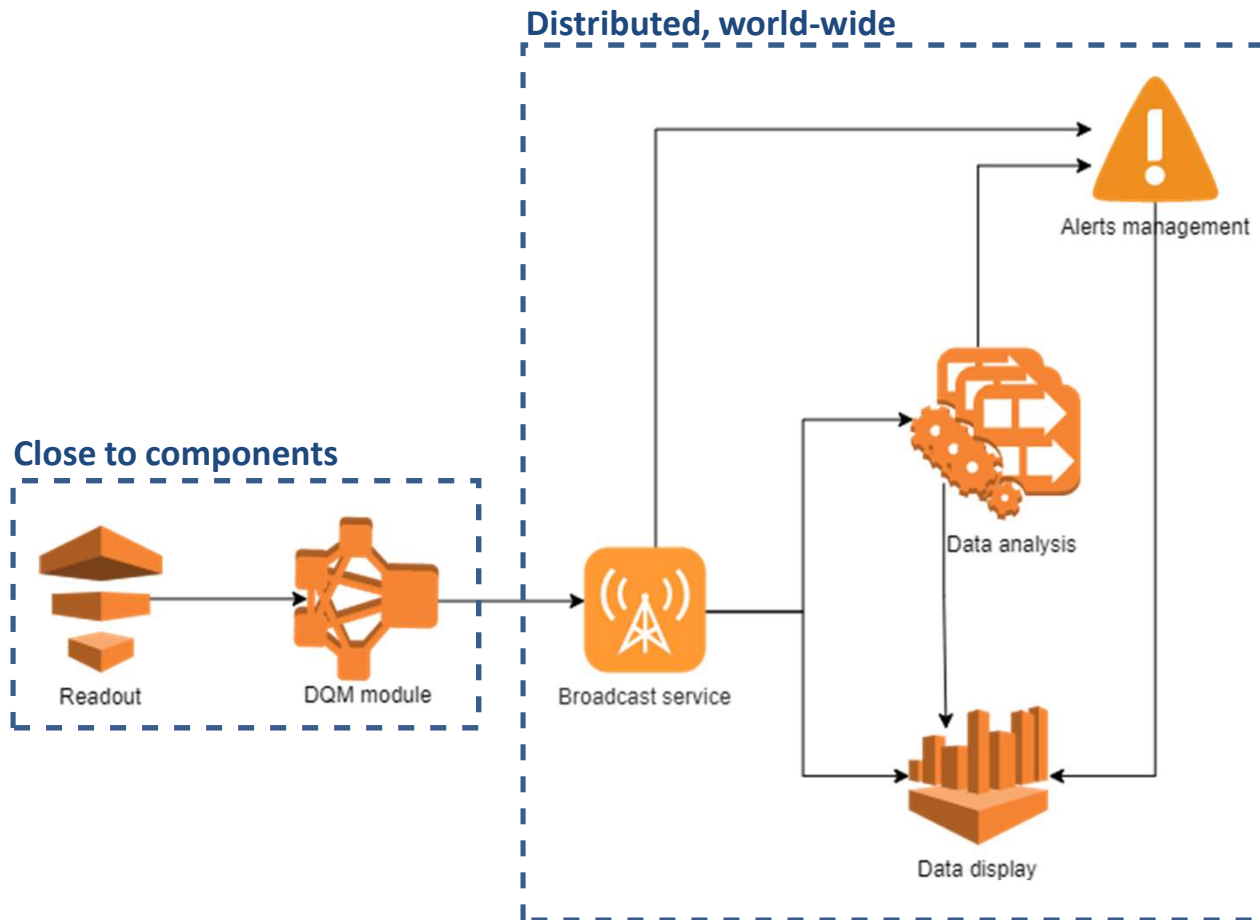 Distributed, world-wide
Alerts management
Close to components
Data analysis
Readout
DQM module
Broadcast service
Data display